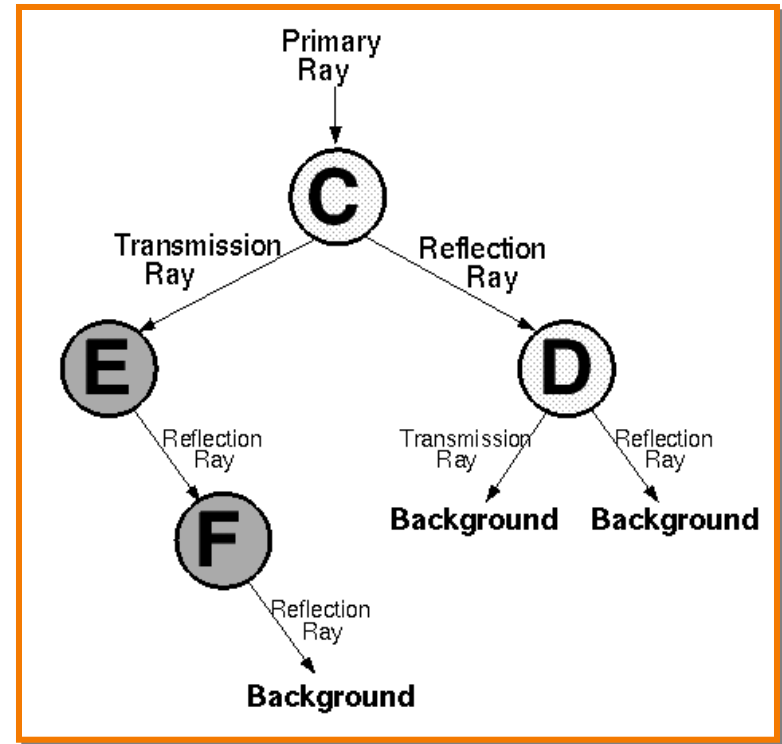 Primary
Ray
C
Transmission
Ray
Reflection
Ray
E
D
Reflection
Ray
Transmission
Ray
Reflection
Ray
Background
Background
F
Reflection
Ray
Background